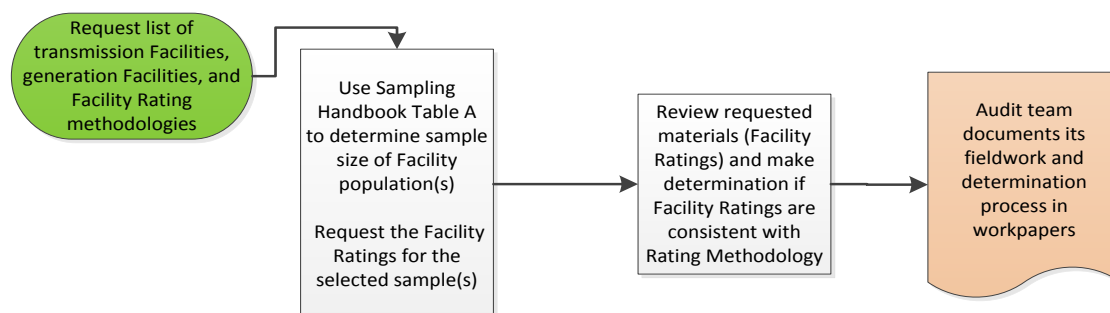 Request list of
transmission Facilities,
generation Facilities, and
Facility Rating
methodologies
Use Sampling
Handbook Table A
to determine sample
size of Facility
population(s)
Request the Facility
Ratings for the
selected sample(s)
Review requested
materials (Facility
Ratings) and make
determination if
Facility Ratings are
consistent with
Rating Methodology
Audit team
documents its
fieldwork and
determination
process in
workpapers